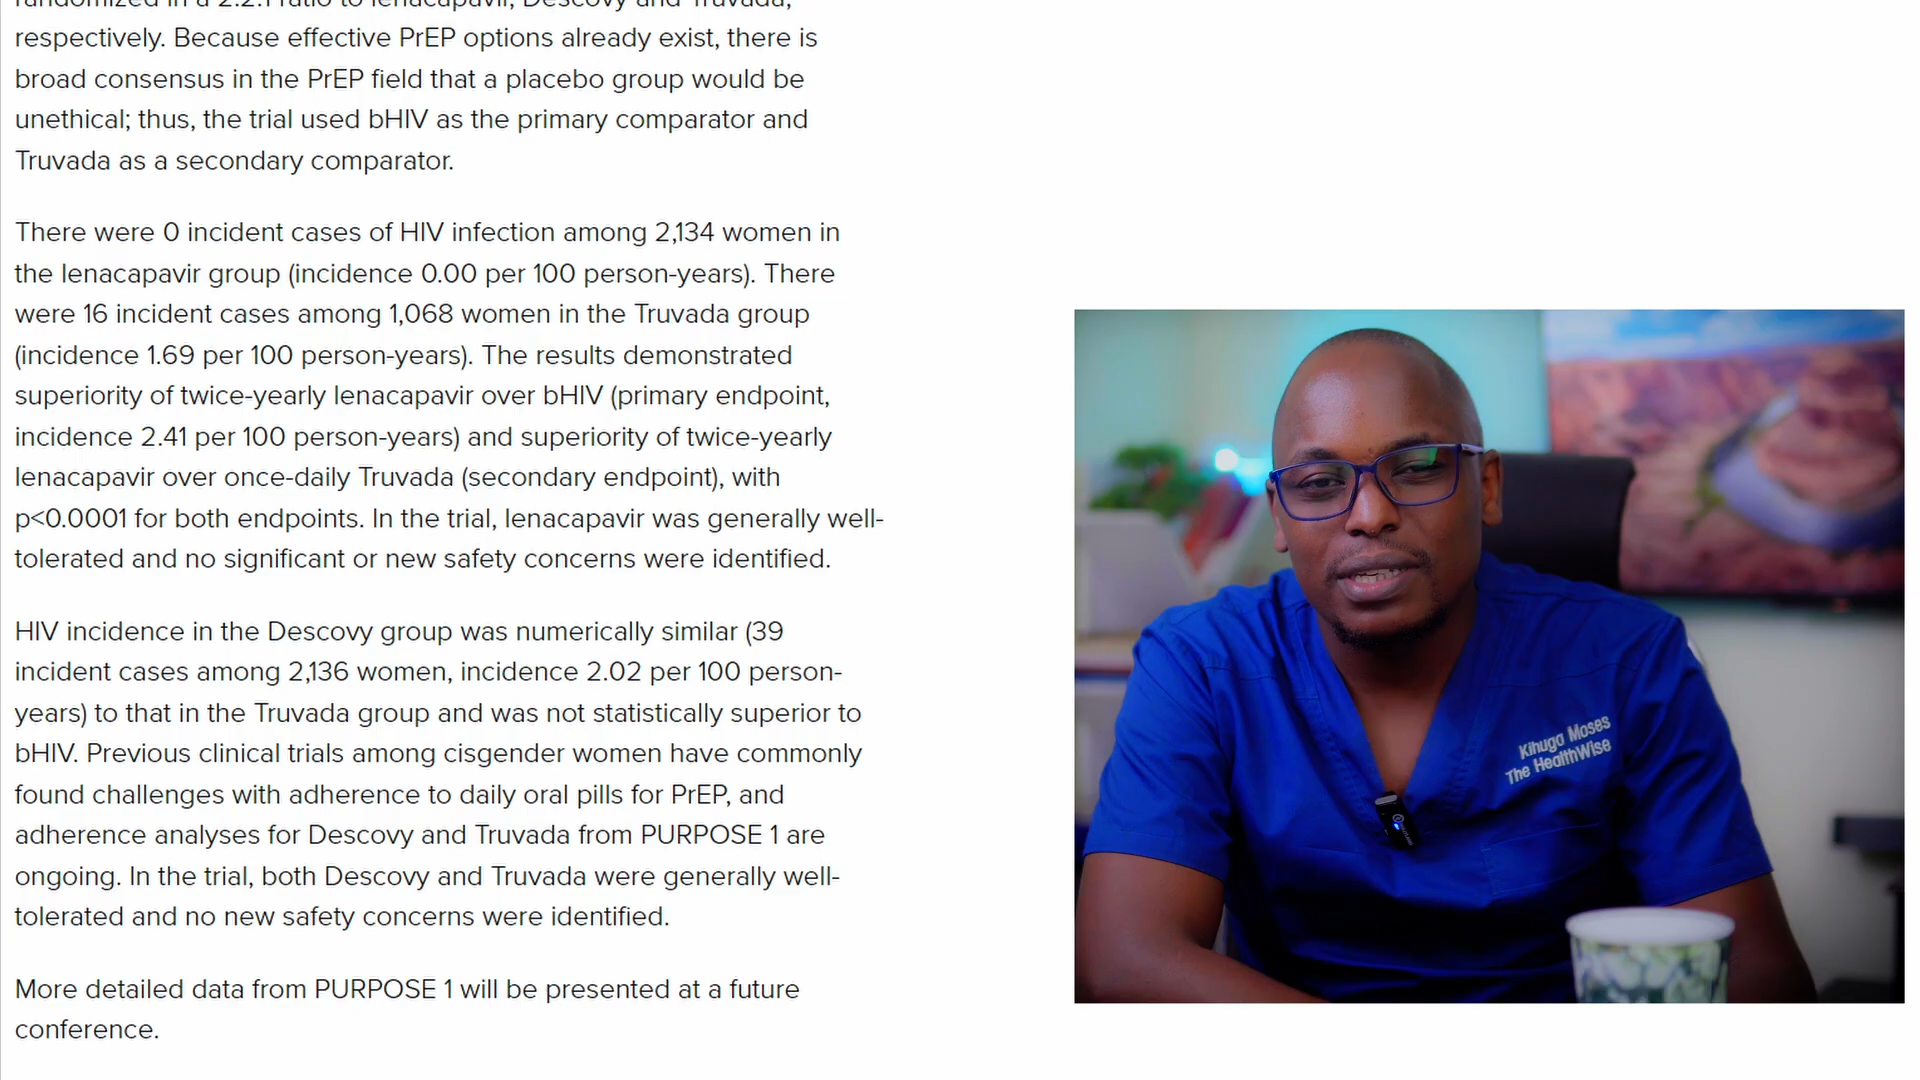 randomized in a 2:2:1 ratio to lenacapavir, Descovy and Truvada,
respectively. Because effective PrEP options already exist, there is
broad consensus in the PrEP field that a placebo group would be
unethical; thus, the trial used bHIV as the primary comparator and
Truvada as a secondary comparator.
There were 0 incident cases of HIV infection among 2,134 women in
the lenacapavir group (incidence 0.00 per 100 person-years). There
were 16 incident cases among 1,068 women in the Truvada group
(incidence 1.69 per 100 person-years). The results demonstrated
superiority of twice-yearly lenacapavir over bHIV (primary endpoint,
incidence 2.41 per 100 person-years) and superiority of twice-yearly
lenacapavir over once-daily Truvada (secondary endpoint), with
p<0.0001 for both endpoints. In the trial, lenacapavir was generally well-
tolerated and no significant or new safety concerns were identified.
HIV incidence in the Descovy group was numerically similar (39
incident cases among 2,136 women, incidence 2.02 per 100 person-
years) to that in the Truvada group and was not statistically superior to
bHIV. Previous clinical trials among cisgender women have commonly
found challenges with adherence to daily oral pills for PrEP, and
adherence analyses for Descovy and Truvada from PURPOSE 1 are
ongoing. In the trial, both Descovy and Truvada were generally well-
tolerated and no new safety concerns were identified.
More detailed data from PURPOSE 1 will be presented at a future
conference.
Kihuga Moses
The HealthWise